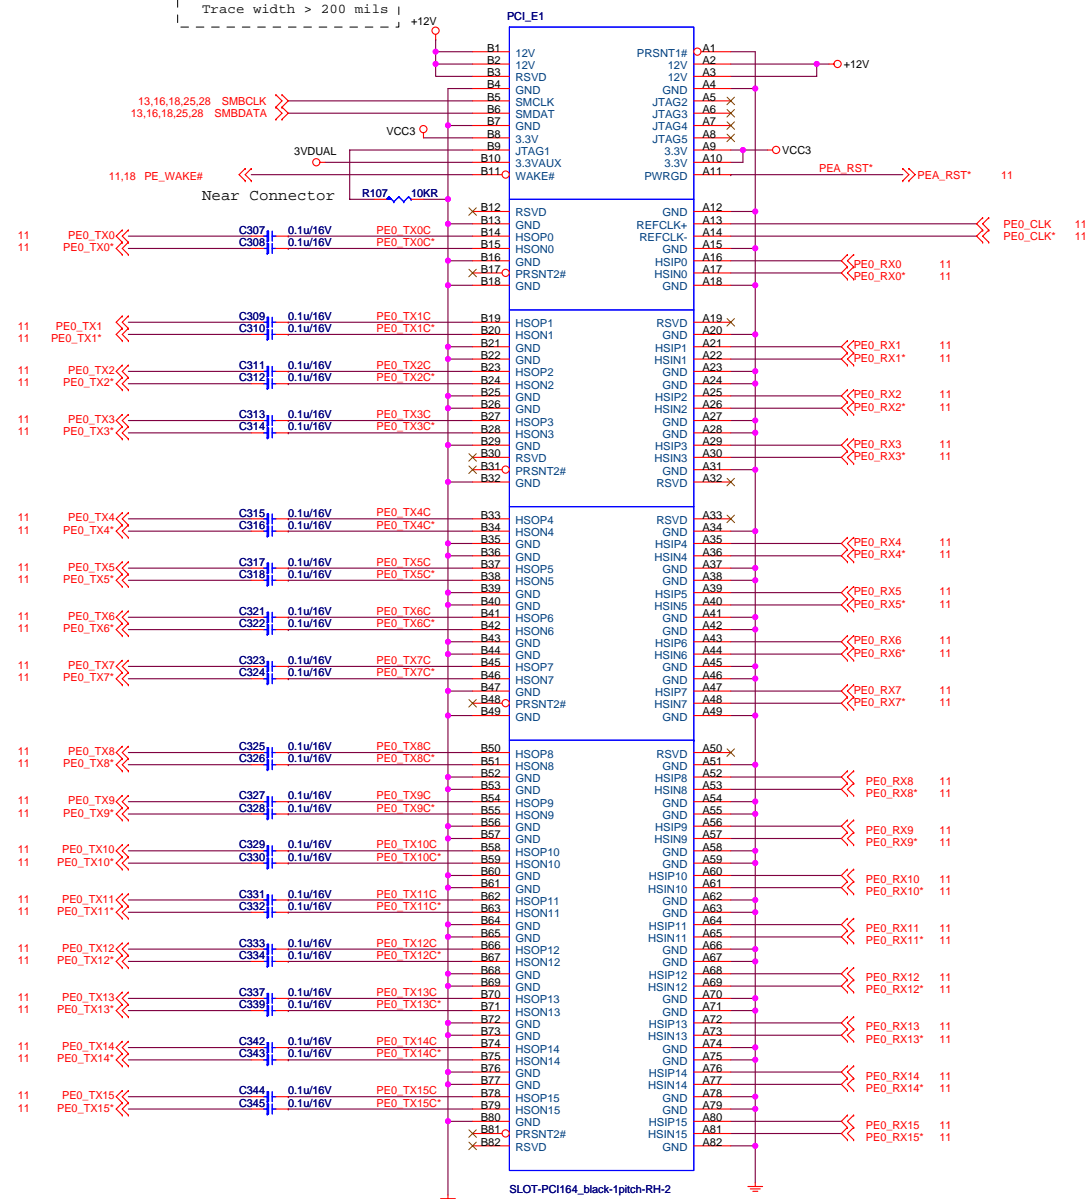 Trace width > 200 mils
+12V
PCI_E1
B1 12V PRSNT1# A1
B2 12V 12V A2 +12V
B3 RSVD 12V A3
B4 GND GND A4
13,16,18,25,28 SMBCLK B5 SMCLK JTAG2 A5
13,16,18,25,28 SMBDATA B6 SMDAT JTAG3 A6
B7 GND JTAG4 A7
VCC3 B8 3.3V JTAG5 A8
B9 JTAG1 3.3V A9 VCC3
3VDUAL B10 3.3VAUX 3.3V A10
11,18 PE_WAKE# B11 WAKE# PWRGD A11 PEA_RST* PEA_RST* 11
Near Connector R107 10KR
B12 RSVD GND A12
B13 GND REFCLK+ A13 PE0_CLK 11
11 PE0_TX0 C307 0.1u/16V PE0_TX0C B14 HSOP0 REFCLK- A14 PE0_CLK* 11
11 PE0_TX0* C308 0.1u/16V PE0_TX0C* B15 HSON0 GND A15
B16 GND HSIP0 A16 PE0_RX0 11
B17 PRSNT2# HSIN0 A17 PE0_RX0* 11
B18 GND GND A18
11 PE0_TX1 C309 0.1u/16V PE0_TX1C B19 HSOP1 RSVD A19
11 PE0_TX1* C310 0.1u/16V PE0_TX1C* B20 HSON1 GND A20
B21 GND HSIP1 A21 PE0_RX1 11
B22 GND HSIN1 A22 PE0_RX1* 11
11 PE0_TX2 C311 0.1u/16V PE0_TX2C B23 HSOP2 GND A23
11 PE0_TX2* C312 0.1u/16V PE0_TX2C* B24 HSON2 GND A24
B25 GND HSIP2 A25 PE0_RX2 11
B26 GND HSIN2 A26 PE0_RX2* 11
11 PE0_TX3 C313 0.1u/16V PE0_TX3C B27 HSOP3 GND A27
11 PE0_TX3* C314 0.1u/16V PE0_TX3C* B28 HSON3 GND A28
B29 GND HSIP3 A29 PE0_RX3 11
B30 RSVD HSIN3 A30 PE0_RX3* 11
B31 PRSNT2# GND A31
B32 GND RSVD A32
11 PE0_TX4 C315 0.1u/16V PE0_TX4C B33 HSOP4 RSVD A33
11 PE0_TX4* C316 0.1u/16V PE0_TX4C* B34 HSON4 GND A34
B35 GND HSIP4 A35 PE0_RX4 11
B36 GND HSIN4 A36 PE0_RX4* 11
11 PE0_TX5 C317 0.1u/16V PE0_TX5C B37 HSOP5 GND A37
11 PE0_TX5* C318 0.1u/16V PE0_TX5C* B38 HSON5 GND A38
B39 GND HSIP5 A39 PE0_RX5 11
B40 GND HSIN5 A40 PE0_RX5* 11
11 PE0_TX6 C321 0.1u/16V PE0_TX6C B41 HSOP6 GND A41
11 PE0_TX6* C322 0.1u/16V PE0_TX6C* B42 HSON6 GND A42
B43 GND HSIP6 A43 PE0_RX6 11
B44 GND HSIN6 A44 PE0_RX6* 11
11 PE0_TX7 C323 0.1u/16V PE0_TX7C B45 HSOP7 GND A45
11 PE0_TX7* C324 0.1u/16V PE0_TX7C* B46 HSON7 GND A46
B47 GND HSIP7 A47 PE0_RX7 11
B48 PRSNT2# HSIN7 A48 PE0_RX7* 11
B49 GND GND A49
11 PE0_TX8 C325 0.1u/16V PE0_TX8C B50 HSOP8 RSVD A50
11 PE0_TX8* C326 0.1u/16V PE0_TX8C* B51 HSON8 GND A51
B52 GND HSIP8 A52 PE0_RX8 11
B53 GND HSIN8 A53 PE0_RX8* 11
11 PE0_TX9 C327 0.1u/16V PE0_TX9C B54 HSOP9 GND A54
11 PE0_TX9* C328 0.1u/16V PE0_TX9C* B55 HSON9 GND A55
B56 GND HSIP9 A56 PE0_RX9 11
B57 GND HSIN9 A57 PE0_RX9* 11
11 PE0_TX10 C329 0.1u/16V PE0_TX10C B58 HSOP10 GND A58
11 PE0_TX10* C330 0.1u/16V PE0_TX10C* B59 HSON10 GND A59
B60 GND HSIP10 A60 PE0_RX10 11
B61 GND HSIN10 A61 PE0_RX10* 11
11 PE0_TX11 C331 0.1u/16V PE0_TX11C B62 HSOP11 GND A62
11 PE0_TX11* C332 0.1u/16V PE0_TX11C* B63 HSON11 GND A63
B64 GND HSIP11 A64 PE0_RX11 11
B65 GND HSIN11 A65 PE0_RX11* 11
11 PE0_TX12 C333 0.1u/16V PE0_TX12C B66 HSOP12 GND A66
11 PE0_TX12* C334 0.1u/16V PE0_TX12C* B67 HSON12 GND A67
B68 GND HSIP12 A68 PE0_RX12 11
B69 GND HSIN12 A69 PE0_RX12* 11
11 PE0_TX13 C337 0.1u/16V PE0_TX13C B70 HSOP13 GND A70
11 PE0_TX13* C339 0.1u/16V PE0_TX13C* B71 HSON13 GND A71
B72 GND HSIP13 A72 PE0_RX13 11
B73 GND HSIN13 A73 PE0_RX13* 11
11 PE0_TX14 C342 0.1u/16V PE0_TX14C B74 HSOP14 GND A74
11 PE0_TX14* C343 0.1u/16V PE0_TX14C* B75 HSON14 GND A75
B76 GND HSIP14 A76 PE0_RX14 11
B77 GND HSIN14 A77 PE0_RX14* 11
11 PE0_TX15 C344 0.1u/16V PE0_TX15C B78 HSOP15 GND A78
11 PE0_TX15* C345 0.1u/16V PE0_TX15C* B79 HSON15 GND A79
B80 GND HSIP15 A80 PE0_RX15 11
B81 PRSNT2# HSIN15 A81 PE0_RX15* 11
B82 RSVD GND A82
SLOT-PCI164_black-1pitch-RH-2